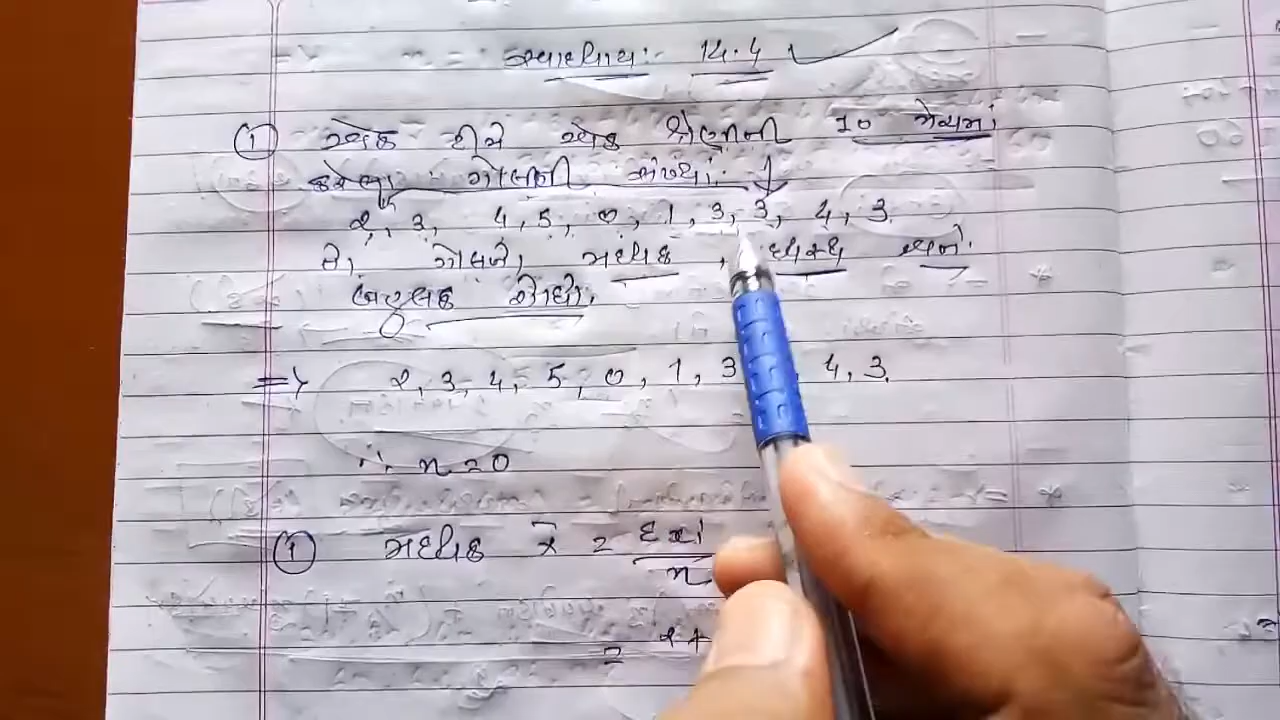 સ્વાધ્યાય:- 14.4
① એક ટીમે એક શ્રેણીની 10 મેચમાં
કરેલા ગોલની સંખ્યા:
2, 3, 4, 5, 0, 1, 3, 3, 4, 3.
તે ગોલનો મધ્યક, મધ્યસ્થ અને
બહુલક શોધો.
=> 2, 3, 4, 5, 0, 1, 3 4, 3.
∴ n = 0
① મધ્યક x̄ = Σxi / n
= 2+